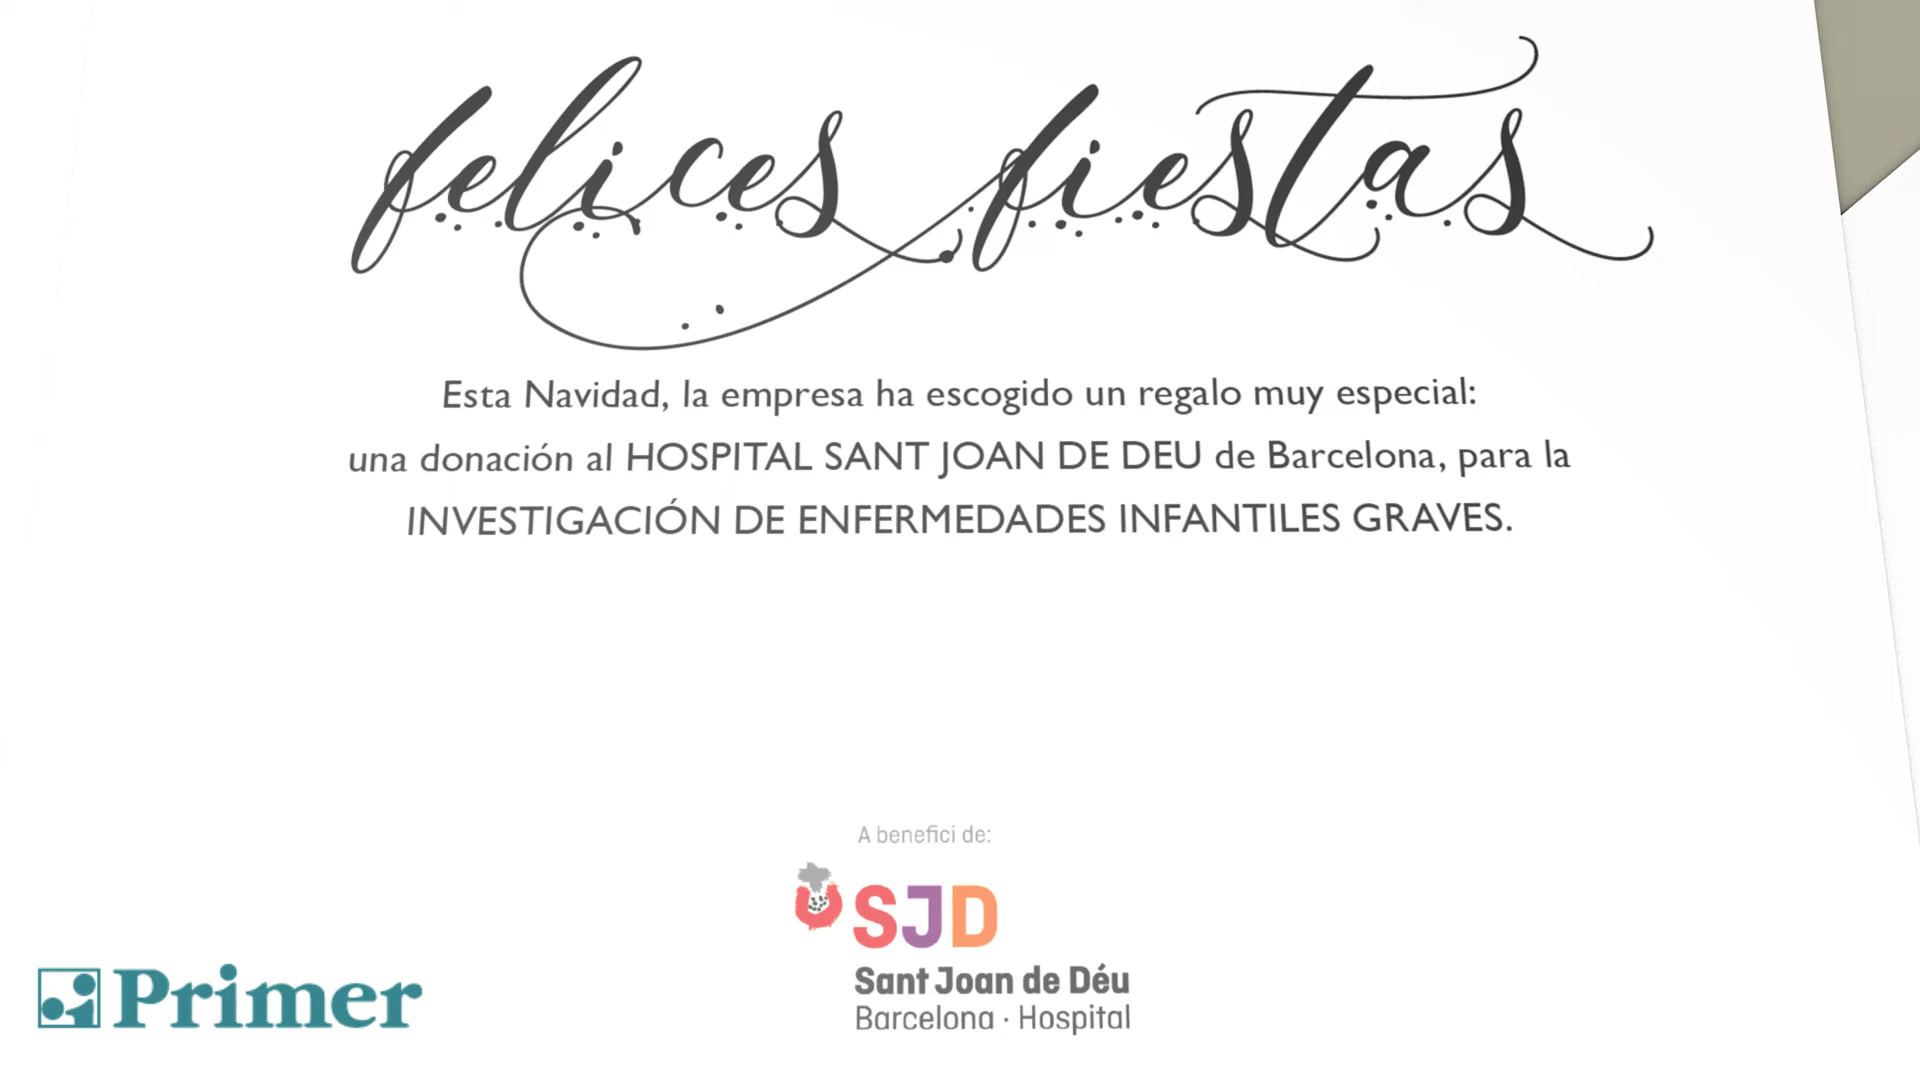 felices fiestas
Esta Navidad, la empresa ha escogido un regalo muy especial:
una donación al HOSPITAL SANT JOAN DE DEU de Barcelona, para la
INVESTIGACIÓN DE ENFERMEDADES INFANTILES GRAVES.
A benefici de:
SJD
Sant Joan de Déu
Barcelona · Hospital
Primer